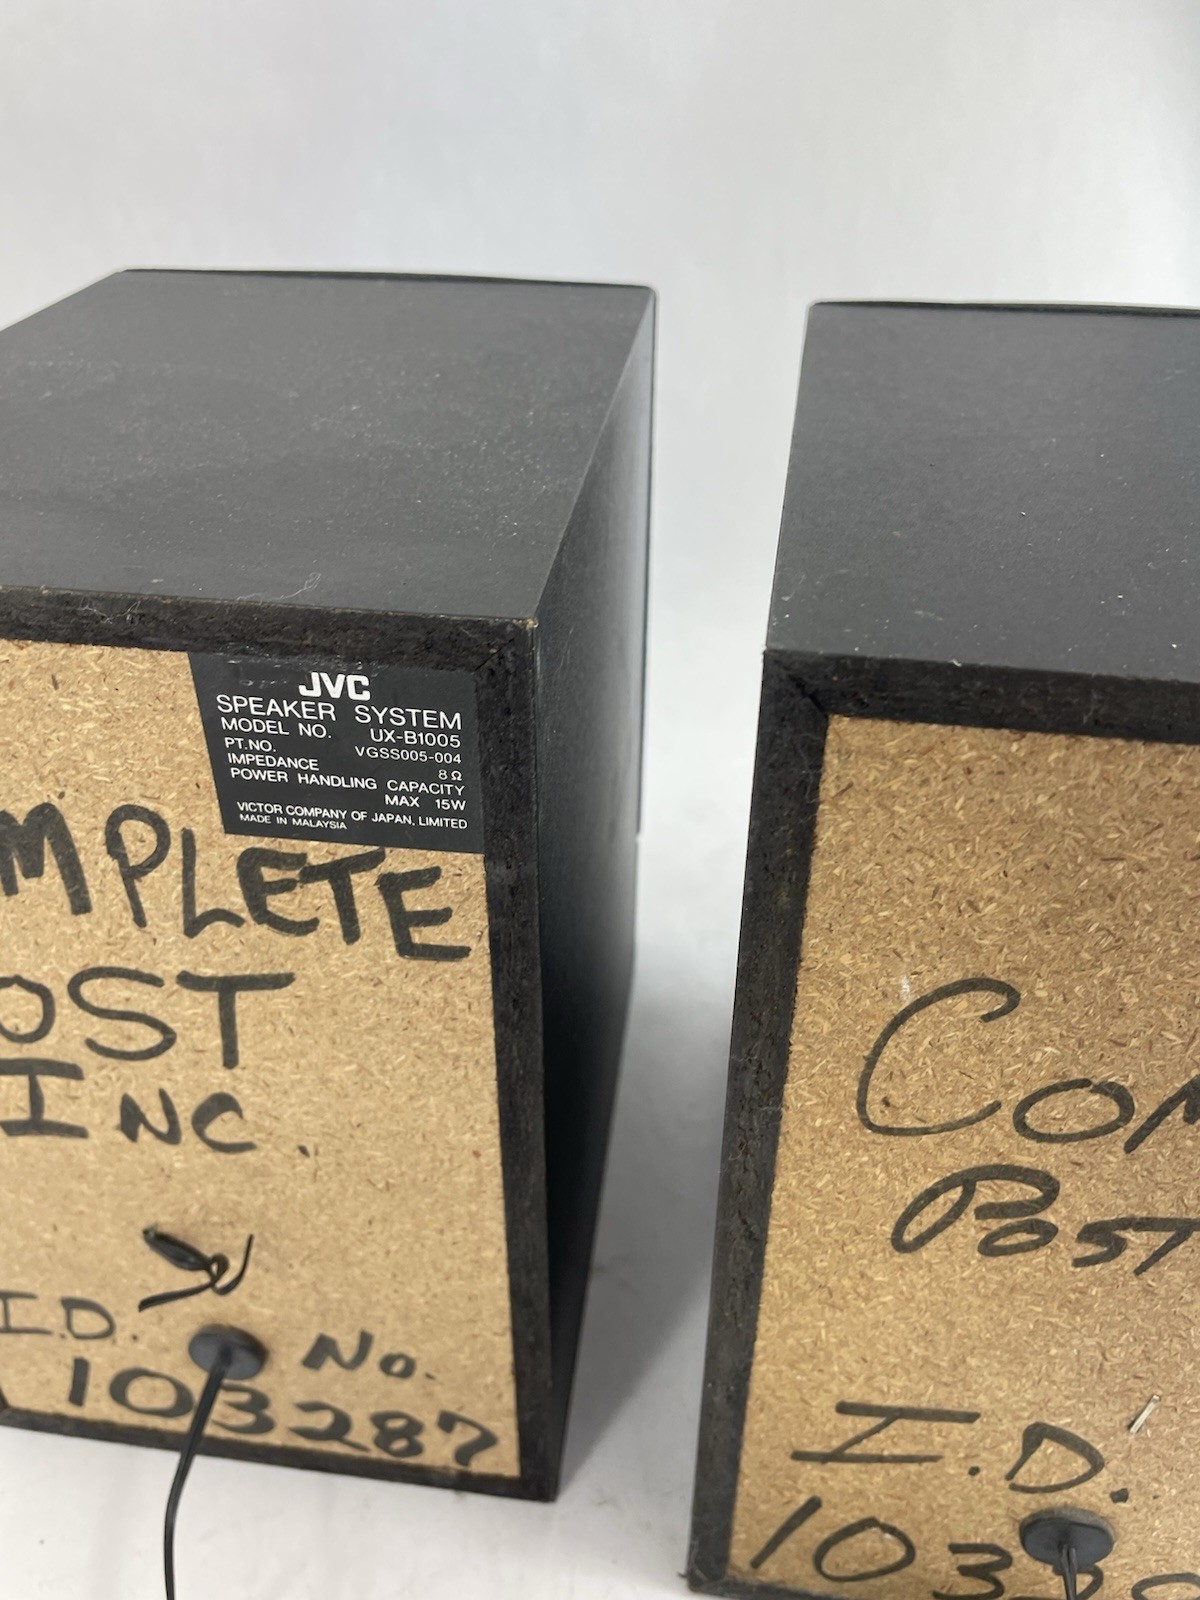 JVC
SPEAKER SYSTEM
MODEL NO. UX-B1005
PT.NO. VGSS005-004
IMPEDANCE 8Ω
POWER HANDLING CAPACITY
MAX 15W
VICTOR COMPANY OF JAPAN, LIMITED
MADE IN MALAYSIA
MPLETE
OST
INC.
I.D. No.
103287
COM
POST
I.D.